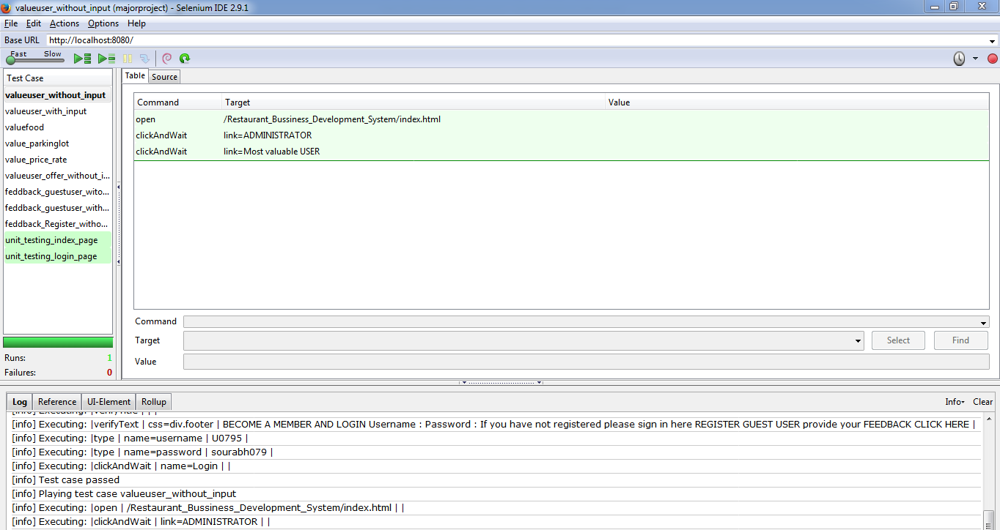 valueuser_without_input (majorproject) - Selenium IDE 2.9.1
File Edit Actions Options Help
Base URL http://localhost:8080/
Fast Slow
Test Case
valueuser_without_input
valueuser_with_input
valuefood
value_parkinglot
value_price_rate
valueuser_offer_without_i...
feddback_guestuser_wito...
feddback_guestuser_with...
feddback_Register_witho...
unit_testing_index_page
unit_testing_login_page
Runs: 1
Failures: 0
Table Source
Command Target Value
open /Restaurant_Bussiness_Development_System/index.html
clickAndWait link=ADMINISTRATOR
clickAndWait link=Most valuable USER
Command
Target Select Find
Value
Log Reference UI-Element Rollup Info Clear
[info] Executing: |verifyTitle | | |
[info] Executing: |verifyText | css=div.footer | BECOME A MEMBER AND LOGIN Username : Password : If you have not registered please sign in here REGISTER GUEST USER provide your FEEDBACK CLICK HERE |
[info] Executing: |type | name=username | U0795 |
[info] Executing: |type | name=password | sourabh079 |
[info] Executing: |clickAndWait | name=Login | |
[info] Test case passed
[info] Playing test case valueuser_without_input
[info] Executing: |open | /Restaurant_Bussiness_Development_System/index.html | |
[info] Executing: |clickAndWait | link=ADMINISTRATOR | |